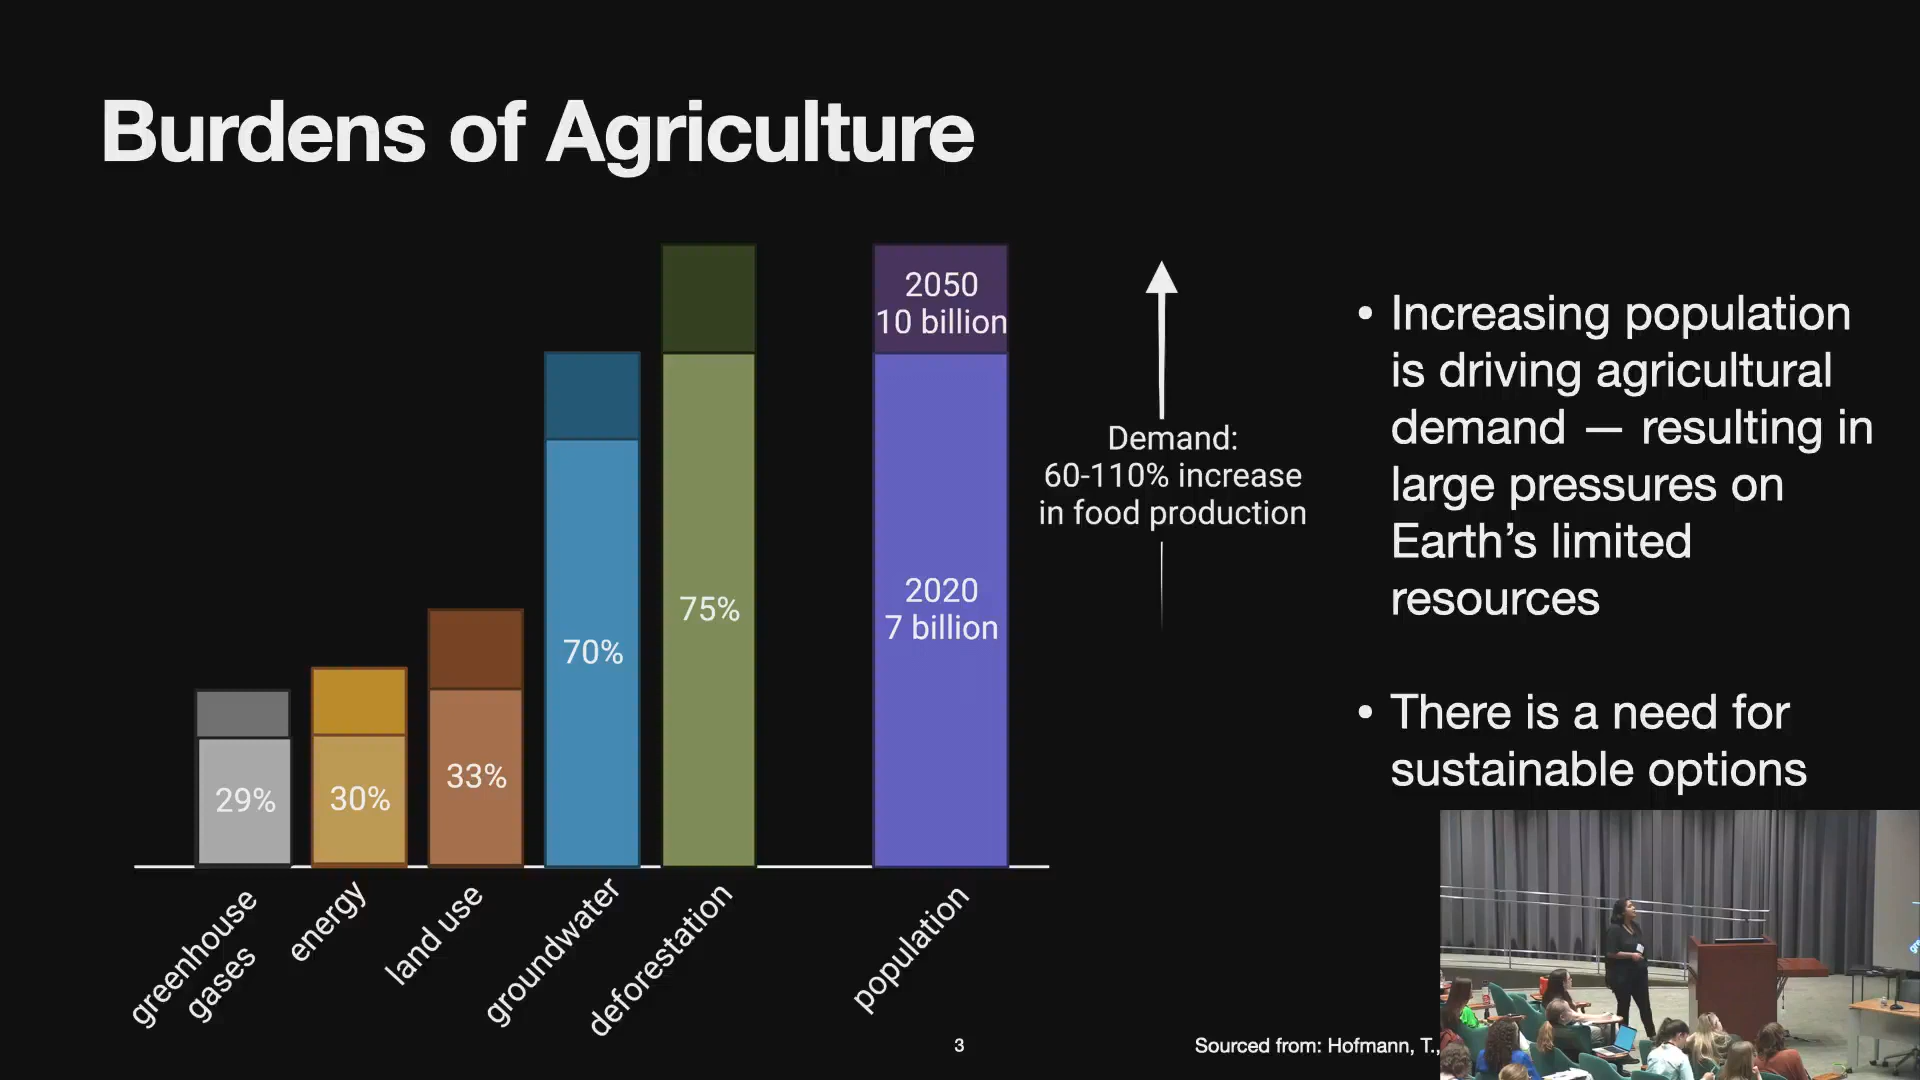 Burdens of Agriculture
2050
10 billion
Demand:
60-110% increase
in food production
2020
7 billion
29%
30%
33%
70%
75%
greenhouse
gases
energy
land use
groundwater
deforestation
population
• Increasing population
is driving agricultural
demand — resulting in
large pressures on
Earth’s limited
resources
• There is a need for
sustainable options
3
Sourced from: Hofmann, T.,